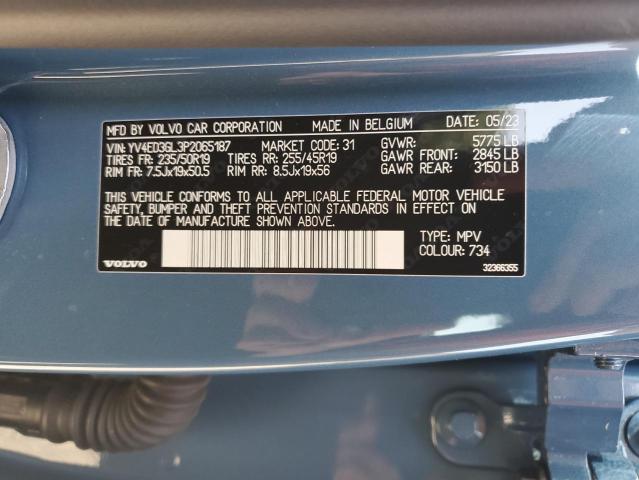 MFD BY VOLVO CAR CORPORATION MADE IN BELGIUM DATE: 05/23
VIN: YV4ED3GL3P2065187 MARKET CODE: 31 GVWR: 5775 LB
TIRES FR: 235/50R19 TIRES RR: 255/45R19 GAWR FRONT: 2845 LB
RIM FR: 7.5Jx19x50.5 RIM RR: 8.5Jx19x56 GAWR REAR: 3150 LB
THIS VEHICLE CONFORMS TO ALL APPLICABLE FEDERAL MOTOR VEHICLE
SAFETY, BUMPER AND THEFT PREVENTION STANDARDS IN EFFECT ON
THE DATE OF MANUFACTURE SHOWN ABOVE.
TYPE: MPV
COLOUR: 734
VOLVO 32366355